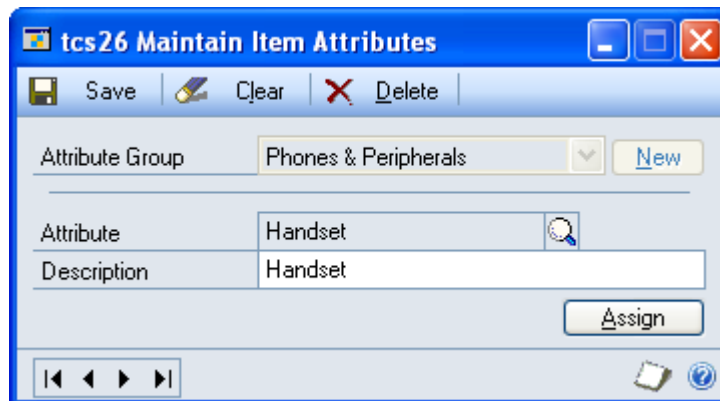 tcs26 Maintain Item Attributes
Save Clear Delete
Attribute Group Phones & Peripherals New
Attribute Handset
Description Handset
Assign